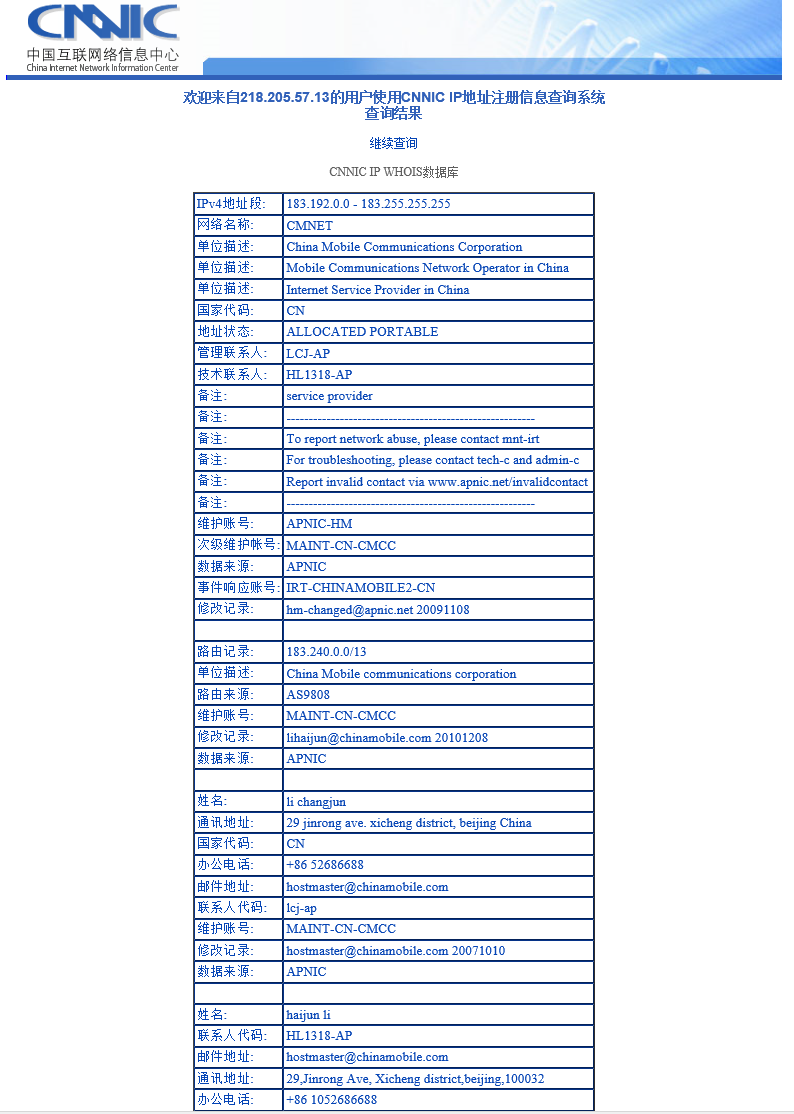 CNNIC
中国互联网络信息中心
China Internet Network Information Center
欢迎来自218.205.57.13的用户使用CNNIC IP地址注册信息查询系统
查询结果
继续查询
CNNIC IP WHOIS数据库
IPv4地址段: 183.192.0.0 - 183.255.255.255
网络名称: CMNET
单位描述: China Mobile Communications Corporation
单位描述: Mobile Communications Network Operator in China
单位描述: Internet Service Provider in China
国家代码: CN
地址状态: ALLOCATED PORTABLE
管理联系人: LCJ-AP
技术联系人: HL1318-AP
备注: service provider
备注: --------------------------------------------------------
备注: To report network abuse, please contact mnt-irt
备注: For troubleshooting, please contact tech-c and admin-c
备注: Report invalid contact via www.apnic.net/invalidcontact
备注: --------------------------------------------------------
维护账号: APNIC-HM
次级维护帐号: MAINT-CN-CMCC
数据来源: APNIC
事件响应账号: IRT-CHINAMOBILE2-CN
修改记录: hm-changed@apnic.net 20091108
路由记录: 183.240.0.0/13
单位描述: China Mobile communications corporation
路由来源: AS9808
维护账号: MAINT-CN-CMCC
修改记录: lihaijun@chinamobile.com 20101208
数据来源: APNIC
姓名: li changjun
通讯地址: 29 jinrong ave. xicheng district, beijing China
国家代码: CN
办公电话: +86 52686688
邮件地址: hostmaster@chinamobile.com
联系人代码: lcj-ap
维护账号: MAINT-CN-CMCC
修改记录: hostmaster@chinamobile.com 20071010
数据来源: APNIC
姓名: haijun li
联系人代码: HL1318-AP
邮件地址: hostmaster@chinamobile.com
通讯地址: 29,Jinrong Ave, Xicheng district,beijing,100032
办公电话: +86 1052686688